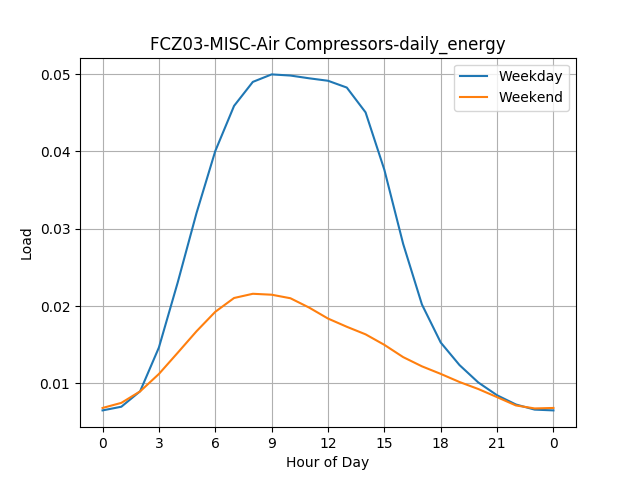 FCZ03-MISC-Air Compressors-daily_energy
Weekday
Weekend
0.05
0.04
0.03
0.02
0.01
Load
0 3 6 9 12 15 18 21 0
Hour of Day